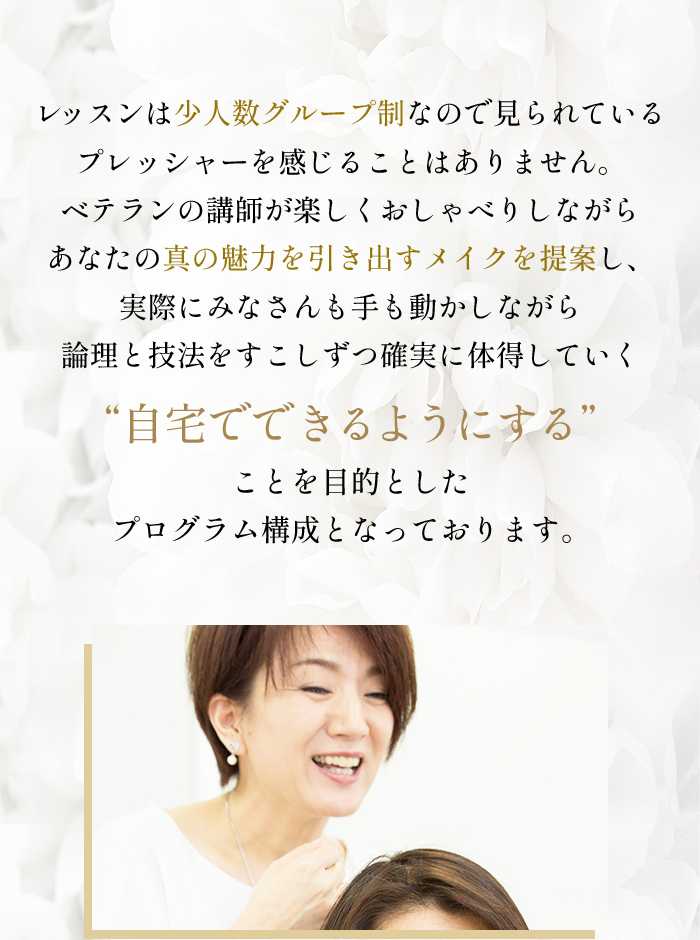 レッスンは少人数グループ制なので見られている
プレッシャーを感じることはありません。
ベテランの講師が楽しくおしゃべりしながら
あなたの真の魅力を引き出すメイクを提案し、
実際にみなさんも手も動かしながら
論理と技法をすこしずつ確実に体得していく
“自宅でできるようにする”
ことを目的とした
プログラム構成となっております。